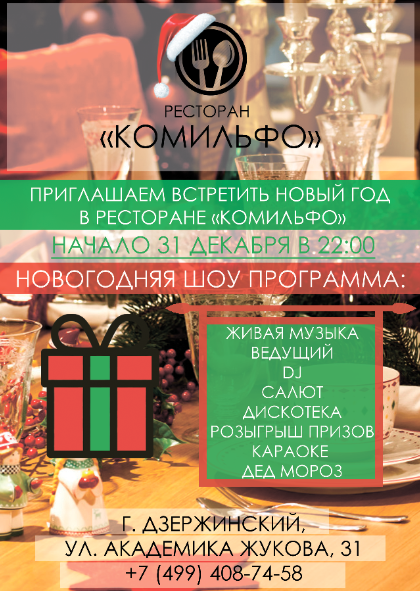 РЕСТОРАН
«КОМИЛЬФО»
ПРИГЛАШАЕМ ВСТРЕТИТЬ НОВЫЙ ГОД
В РЕСТОРАНЕ «КОМИЛЬФО»
НАЧАЛО 31 ДЕКАБРЯ В 22:00
НОВОГОДНЯЯ ШОУ ПРОГРАММА:
ЖИВАЯ МУЗЫКА
ВЕДУЩИЙ
DJ
САЛЮТ
ДИСКОТЕКА
РОЗЫГРЫШ ПРИЗОВ
КАРАОКЕ
ДЕД МОРОЗ
Г. ДЗЕРЖИНСКИЙ,
УЛ. АКАДЕМИКА ЖУКОВА, 31
+7 (499) 408-74-58